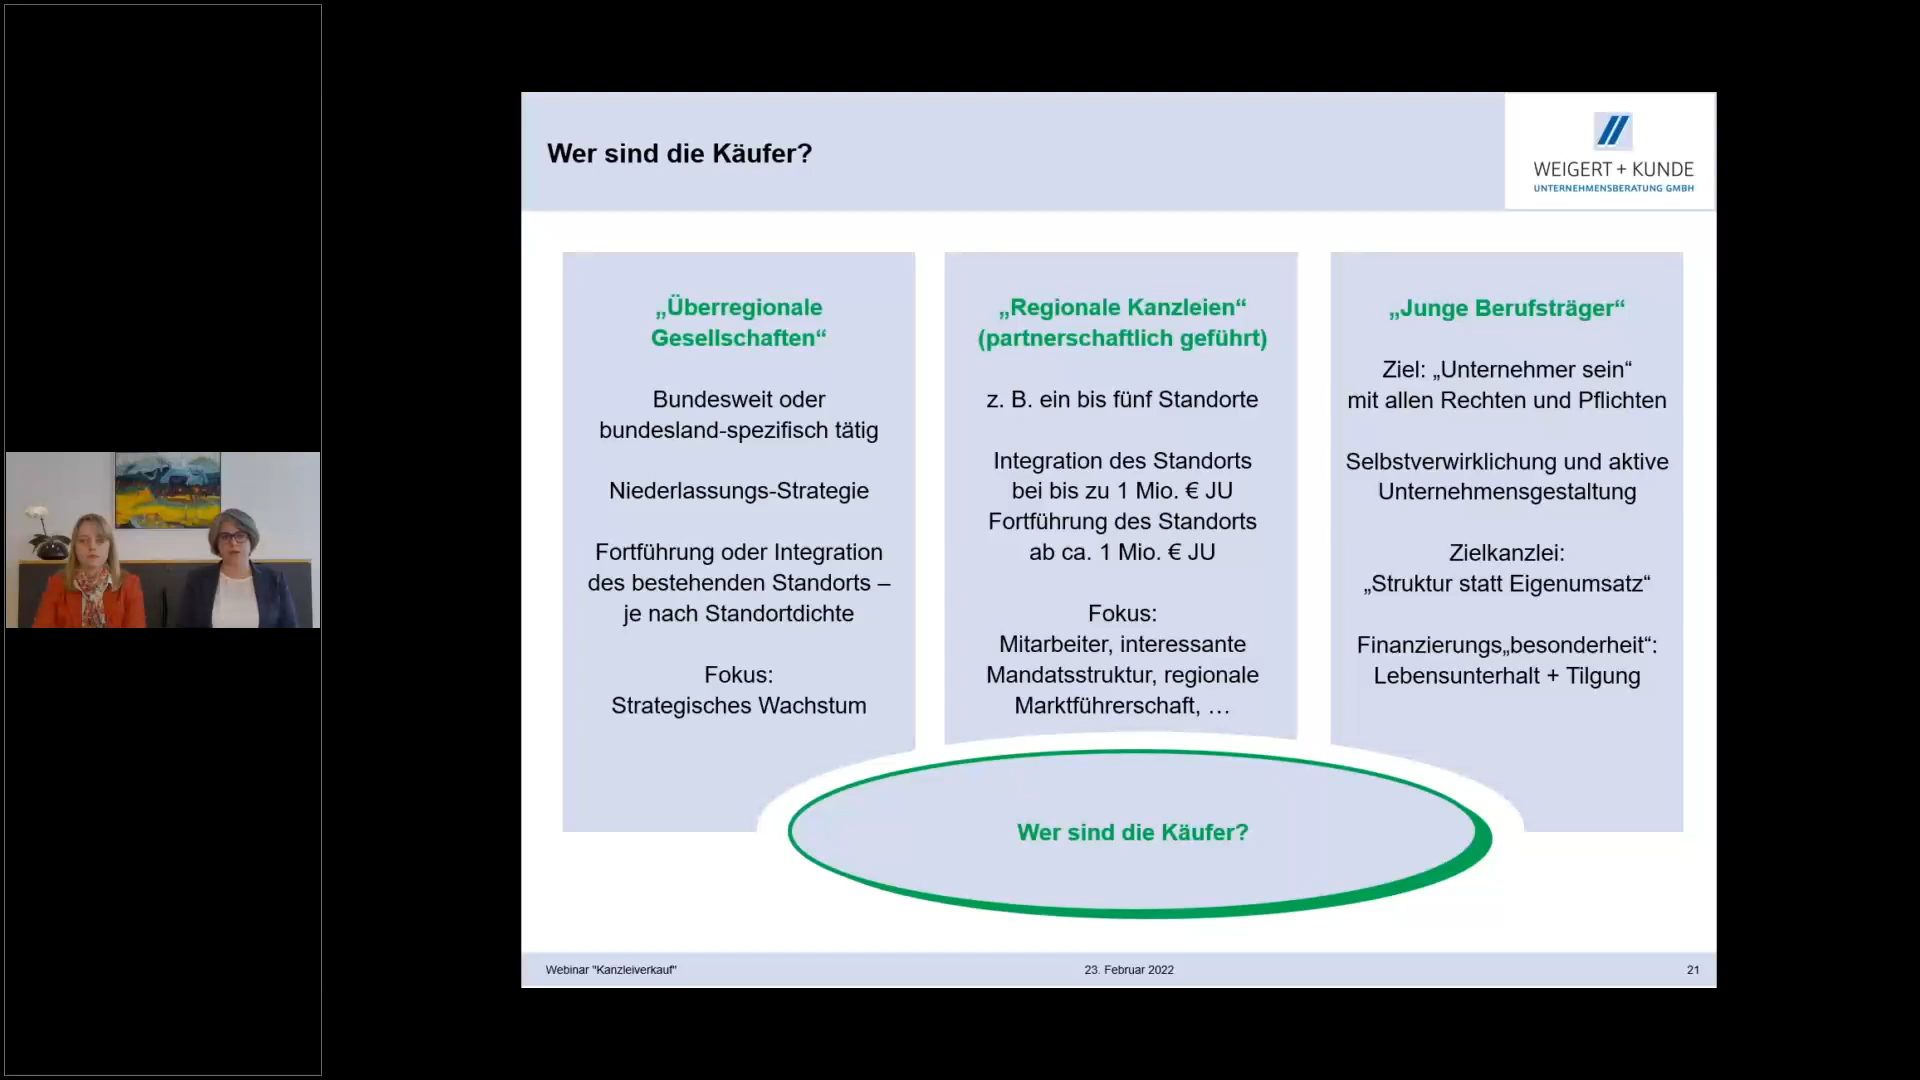 Wer sind die Käufer?
WEIGERT + KUNDE
UNTERNEHMENSBERATUNG GMBH
„Überregionale
Gesellschaften“
Bundesweit oder
bundesland-spezifisch tätig
Niederlassungs-Strategie
Fortführung oder Integration
des bestehenden Standorts –
je nach Standortdichte
Fokus:
Strategisches Wachstum
„Regionale Kanzleien“
(partnerschaftlich geführt)
z. B. ein bis fünf Standorte
Integration des Standorts
bei bis zu 1 Mio. € JU
Fortführung des Standorts
ab ca. 1 Mio. € JU
Fokus:
Mitarbeiter, interessante
Mandatsstruktur, regionale
Marktführerschaft, …
„Junge Berufsträger“
Ziel: „Unternehmer sein“
mit allen Rechten und Pflichten
Selbstverwirklichung und aktive
Unternehmensgestaltung
Zielkanzlei:
„Struktur statt Eigenumsatz“
Finanzierungs„besonderheit“:
Lebensunterhalt + Tilgung
Wer sind die Käufer?
Webinar "Kanzleiverkauf"
23. Februar 2022
21